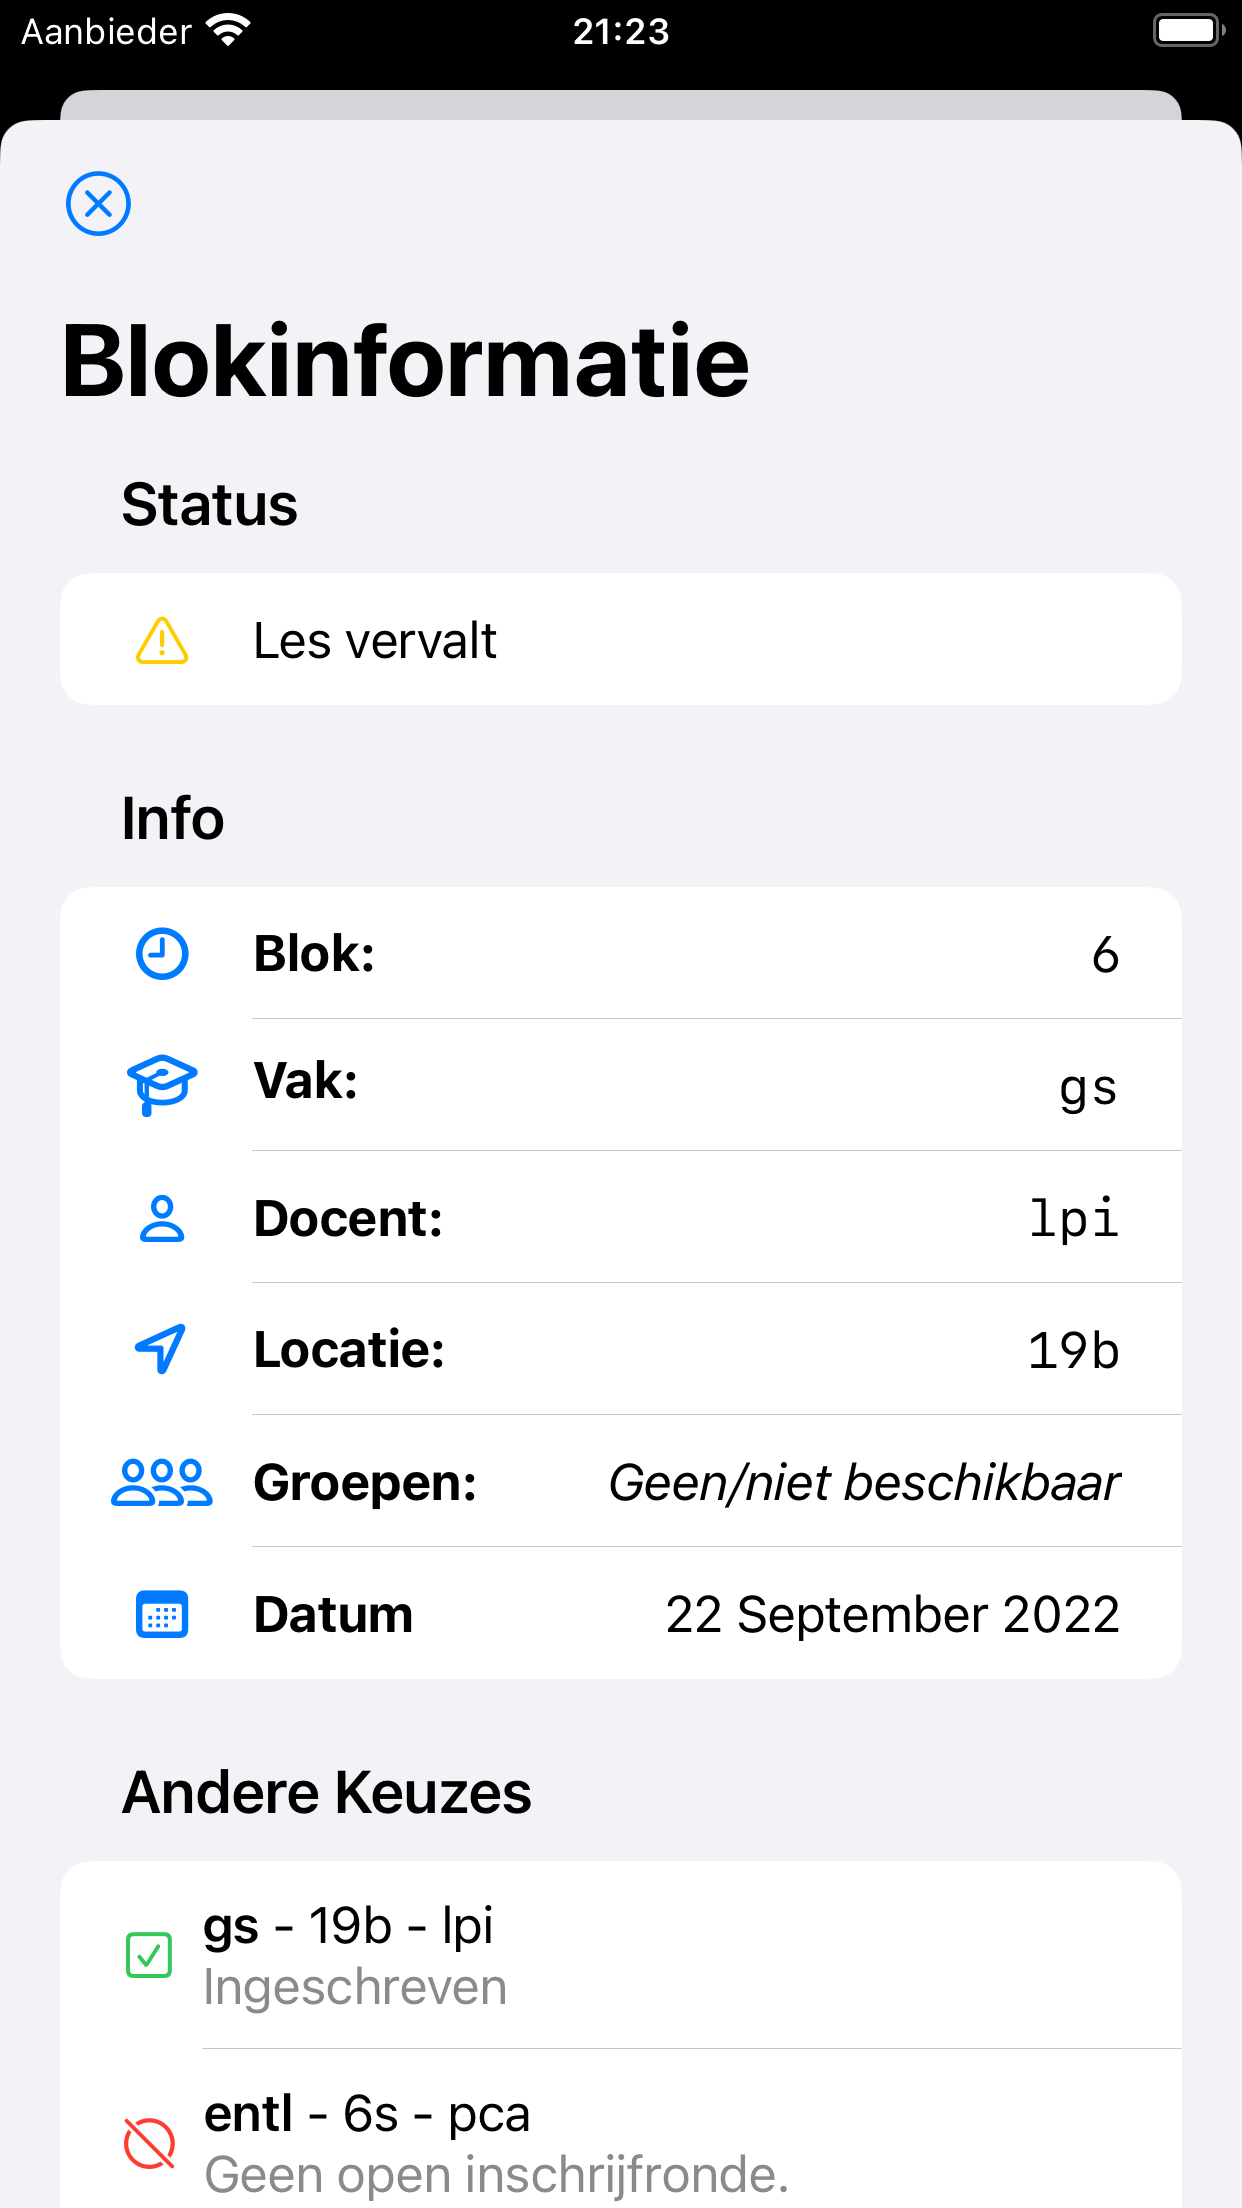 Aanbieder 21:23
Blokinformatie
Status
Les vervalt
Info
Blok: 6
Vak: gs
Docent: lpi
Locatie: 19b
Groepen: Geen/niet beschikbaar
Datum 22 September 2022
Andere Keuzes
gs - 19b - lpi
Ingeschreven
entl - 6s - pca
Geen open inschrijfronde.